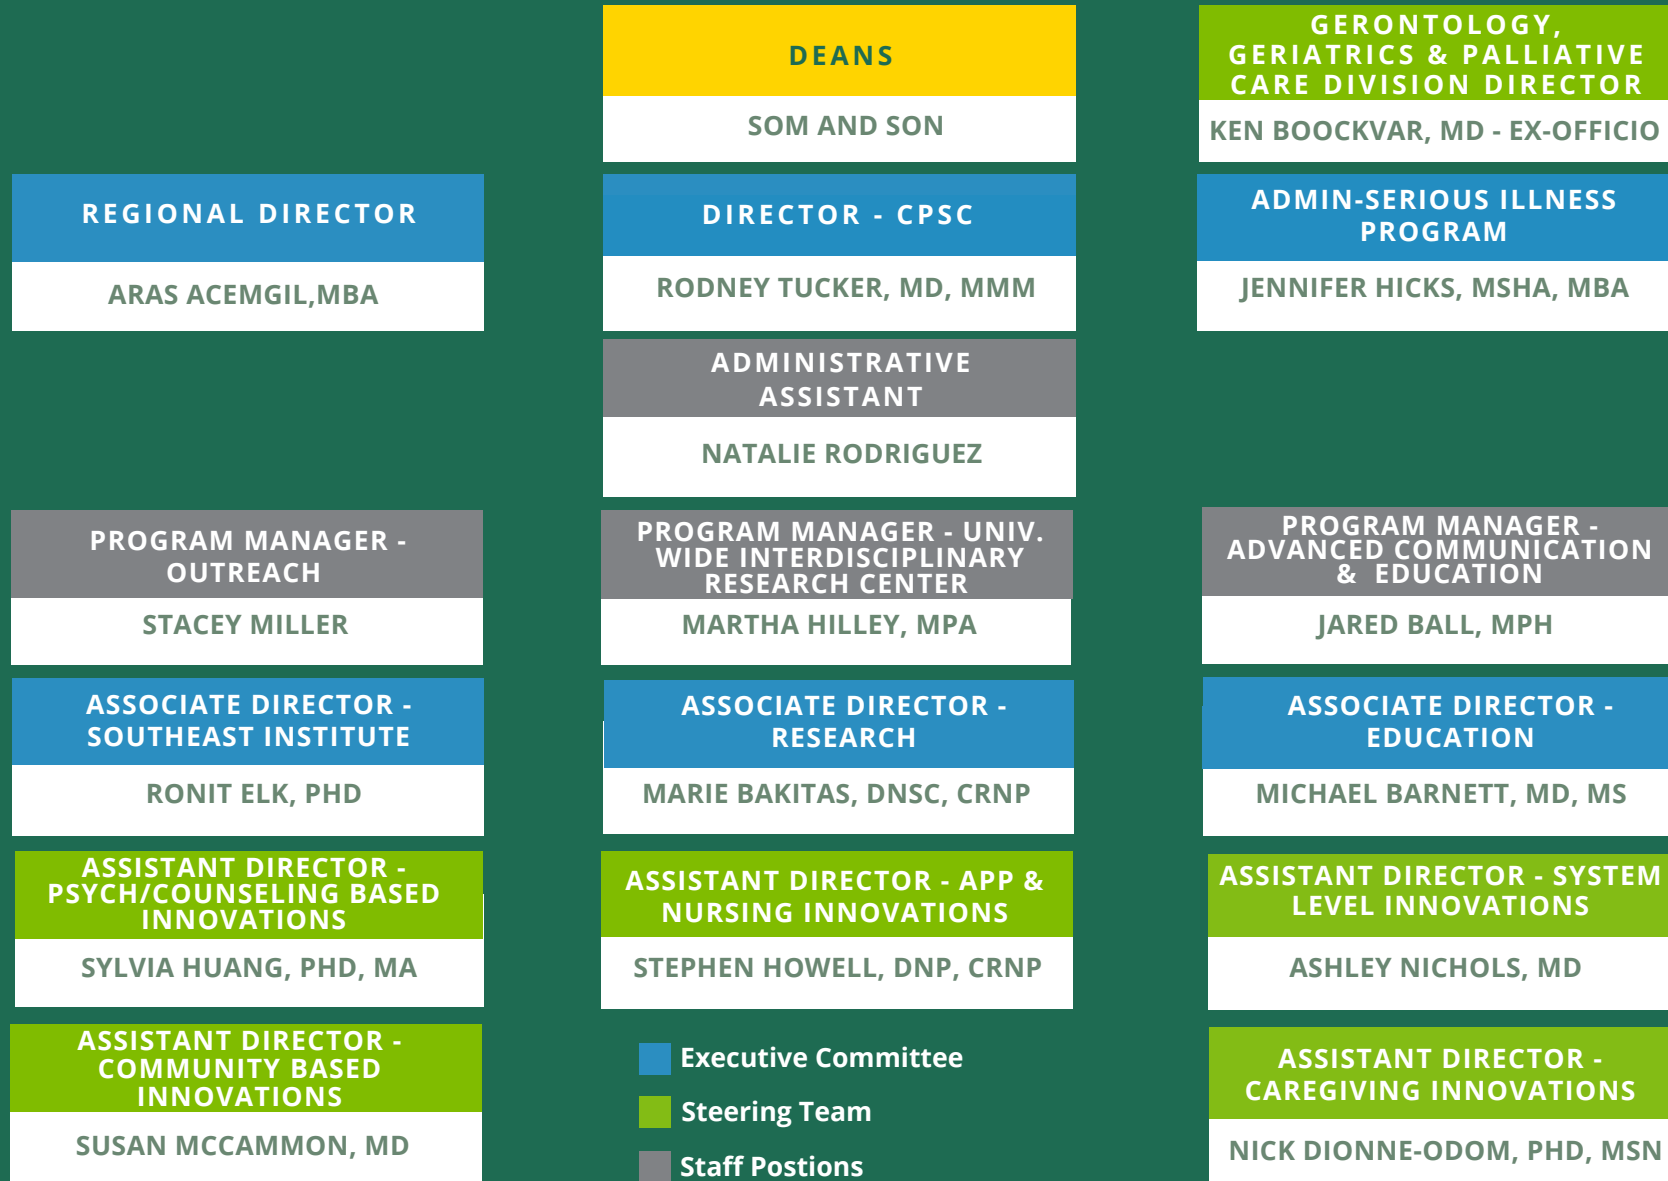 DEANS
SOM AND SON
GERONTOLOGY,
GERIATRICS & PALLIATIVE
CARE DIVISION DIRECTOR
KEN BOOCKVAR, MD - EX-OFFICIO
REGIONAL DIRECTOR
ARAS ACEMGIL,MBA
DIRECTOR - CPSC
RODNEY TUCKER, MD, MMM
ADMIN-SERIOUS ILLNESS
PROGRAM
JENNIFER HICKS, MSHA, MBA
ADMINISTRATIVE
ASSISTANT
NATALIE RODRIGUEZ
PROGRAM MANAGER -
OUTREACH
STACEY MILLER
PROGRAM MANAGER - UNIV.
WIDE INTERDISCIPLINARY
RESEARCH CENTER
MARTHA HILLEY, MPA
PROGRAM MANAGER -
ADVANCED COMMUNICATION
& EDUCATION
JARED BALL, MPH
ASSOCIATE DIRECTOR -
SOUTHEAST INSTITUTE
RONIT ELK, PHD
ASSOCIATE DIRECTOR -
RESEARCH
MARIE BAKITAS, DNSC, CRNP
ASSOCIATE DIRECTOR -
EDUCATION
MICHAEL BARNETT, MD, MS
ASSISTANT DIRECTOR -
PSYCH/COUNSELING BASED
INNOVATIONS
SYLVIA HUANG, PHD, MA
ASSISTANT DIRECTOR - APP &
NURSING INNOVATIONS
STEPHEN HOWELL, DNP, CRNP
ASSISTANT DIRECTOR - SYSTEM
LEVEL INNOVATIONS
ASHLEY NICHOLS, MD
ASSISTANT DIRECTOR -
COMMUNITY BASED
INNOVATIONS
SUSAN MCCAMMON, MD
Executive Committee
Steering Team
Staff Postions
ASSISTANT DIRECTOR -
CAREGIVING INNOVATIONS
NICK DIONNE-ODOM, PHD, MSN